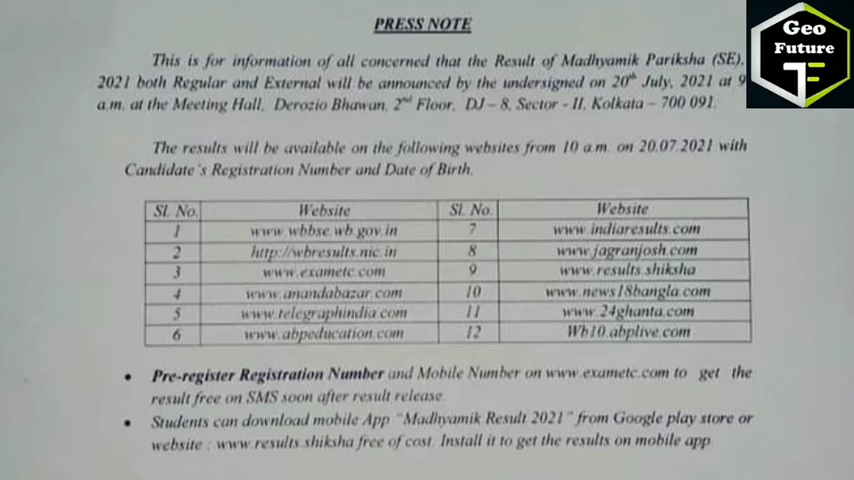 PRESS NOTE
Geo
Future
This is for information of all concerned that the Result of Madhyamik Pariksha (SE),
2021 both Regular and External will be announced by the undersigned on 20th July, 2021 at 9
a.m. at the Meeting Hall, Derozio Bhawan, 2nd Floor, DJ – 8, Sector - II, Kolkata – 700 091.
The results will be available on the following websites from 10 a.m. on 20.07.2021 with
Candidate's Registration Number and Date of Birth.
Sl. No. Website Sl. No. Website
1 www.wbbse.wb.gov.in 7 www.indiaresults.com
2 http://wbresults.nic.in 8 www.jagranjosh.com
3 www.exametc.com 9 www.results.shiksha
4 www.anandabazar.com 10 www.news18bangla.com
5 www.telegraphindia.com 11 www.24ghanta.com
6 www.abpeducation.com 12 Wb10.abplive.com
• Pre-register Registration Number and Mobile Number on www.exametc.com to get the
result free on SMS soon after result release.
• Students can download mobile App "Madhyamik Result 2021" from Google play store or
website : www.results.shiksha free of cost. Install it to get the results on mobile app.